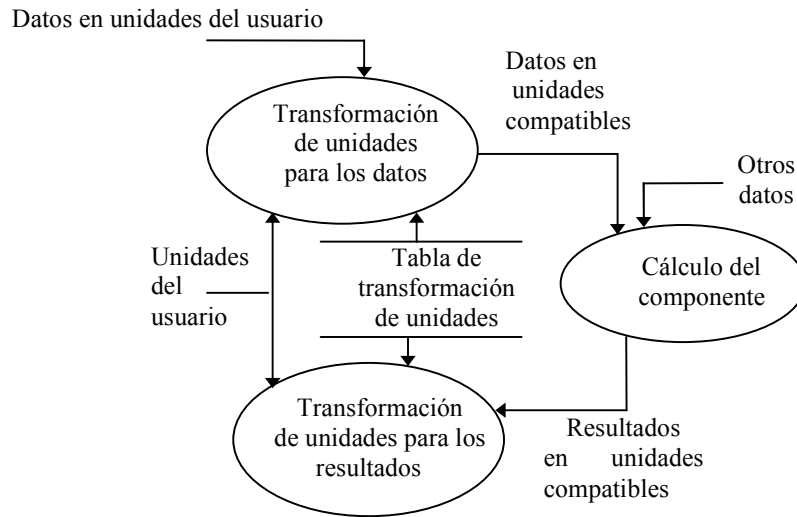 Datos en unidades del usuario
Transformación
de unidades
para los datos
Datos en
unidades
compatibles
Otros
datos
Unidades
del
usuario
Tabla de
transformación
de unidades
Cálculo del
componente
Transformación
de unidades para los
resultados
Resultados
en unidades
compatibles